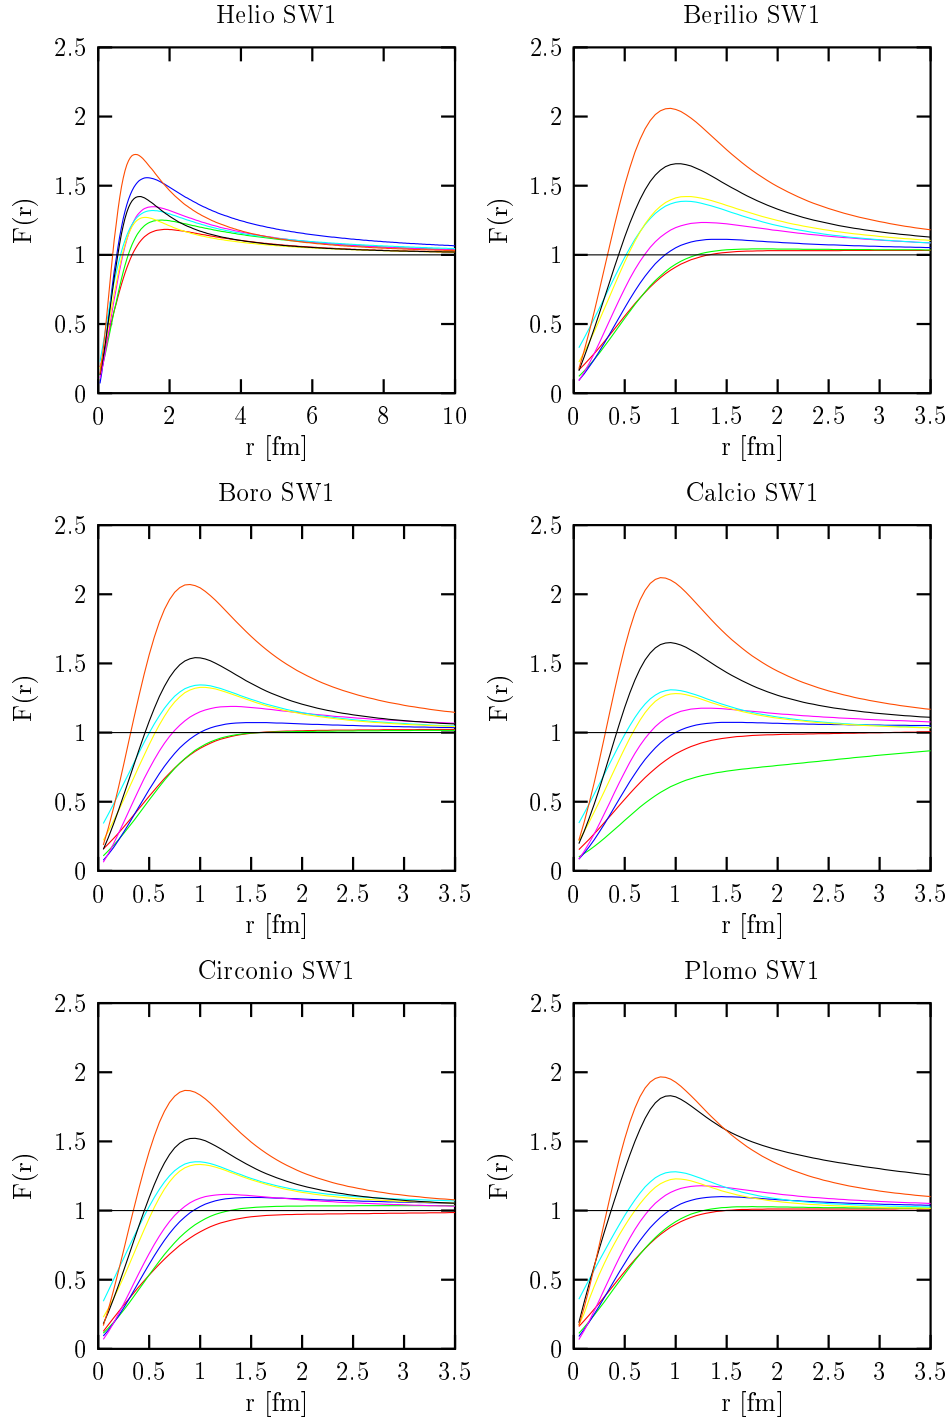 Helio SW1
2.5
2
1.5
1
0.5
0
F(r)
0 2 4 6 8 10
r [fm]
Berilio SW1
2.5
2
1.5
1
0.5
0
F(r)
0 0.5 1 1.5 2 2.5 3 3.5
r [fm]
Boro SW1
2.5
2
1.5
1
0.5
0
F(r)
0 0.5 1 1.5 2 2.5 3 3.5
r [fm]
Calcio SW1
2.5
2
1.5
1
0.5
0
F(r)
0 0.5 1 1.5 2 2.5 3 3.5
r [fm]
Circonio SW1
2.5
2
1.5
1
0.5
0
F(r)
0 0.5 1 1.5 2 2.5 3 3.5
r [fm]
Plomo SW1
2.5
2
1.5
1
0.5
0
F(r)
0 0.5 1 1.5 2 2.5 3 3.5
r [fm]